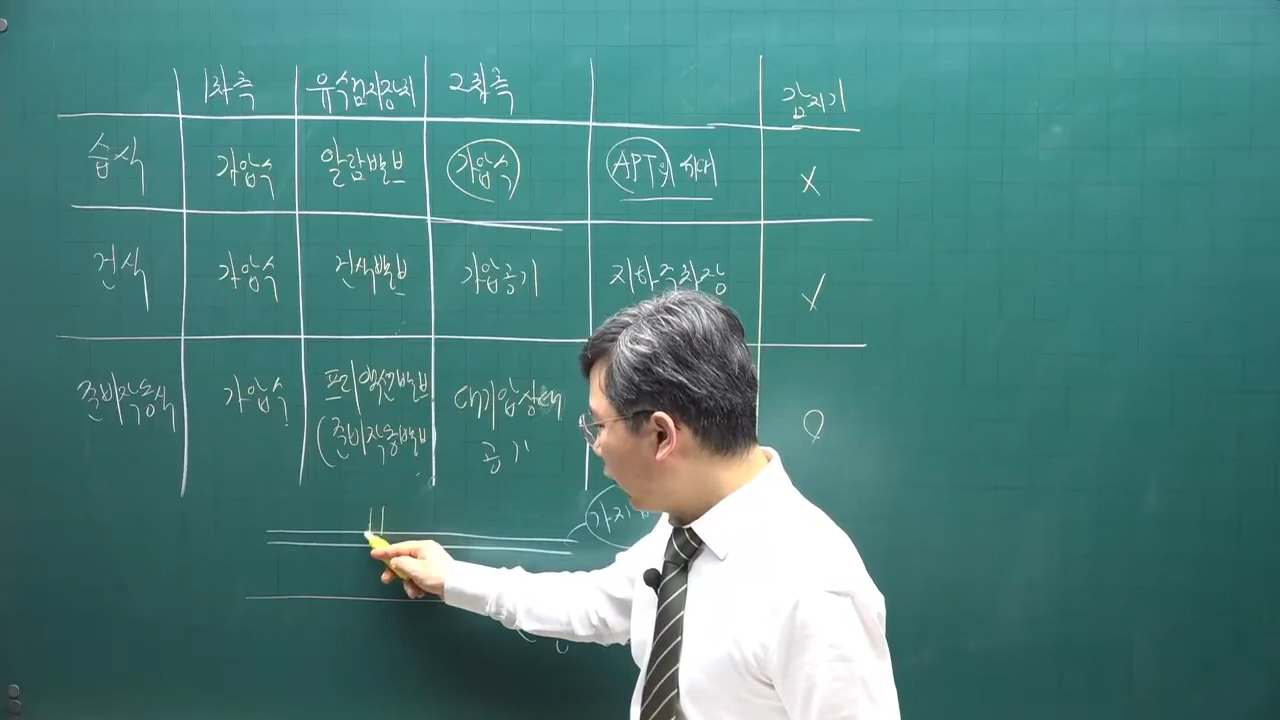 1차측 유수검지장치 2차측 감지기
습식 가압수 알람밸브 가압수 APT외 세대 X
건식 가압수 건식밸브 가압공기 지하주차장 X
준비작동식 가압수 프리액션밸브 대기압상태 O
(준비작동밸브 공기
가지